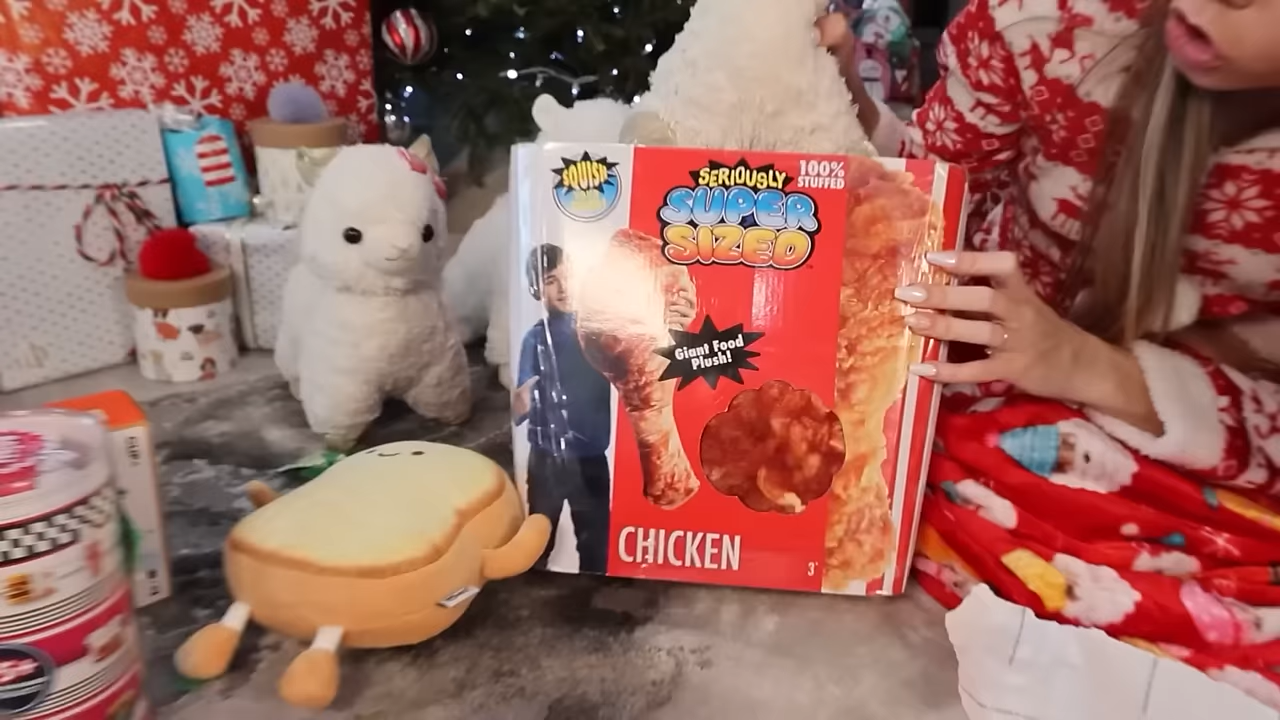 SQUISH
SERIOUSLY
SUPER
SIZED
100%
STUFFED
Giant Food
Plush!
CHICKEN
3+